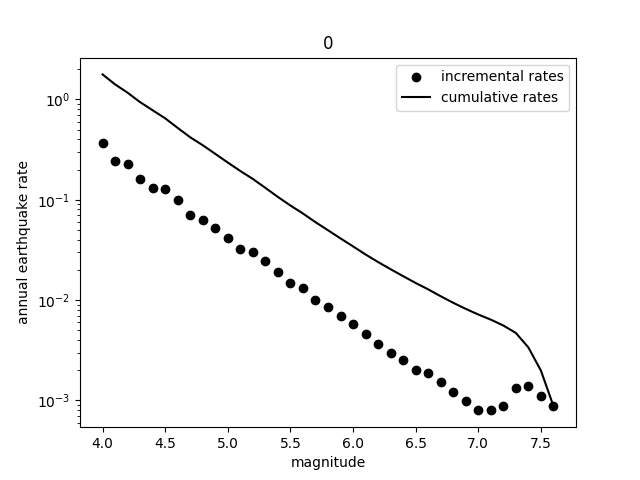 0
incremental rates
cumulative rates
annual earthquake rate
10⁰
10⁻¹
10⁻²
10⁻³
4.0 4.5 5.0 5.5 6.0 6.5 7.0 7.5
magnitude